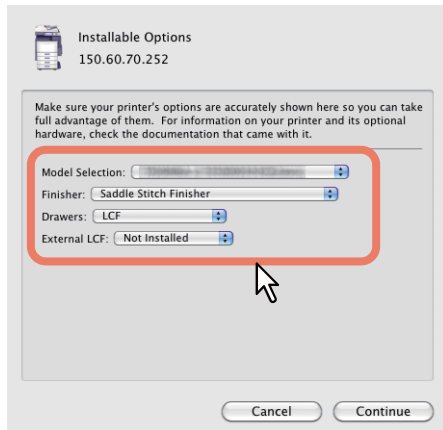 Installable Options
150.60.70.252
Make sure your printer's options are accurately shown here so you can take
full advantage of them. For information on your printer and its optional
hardware, check the documentation that came with it.
Model Selection:
Finisher: Saddle Stitch Finisher
Drawers: LCF
External LCF: Not Installed
Cancel Continue